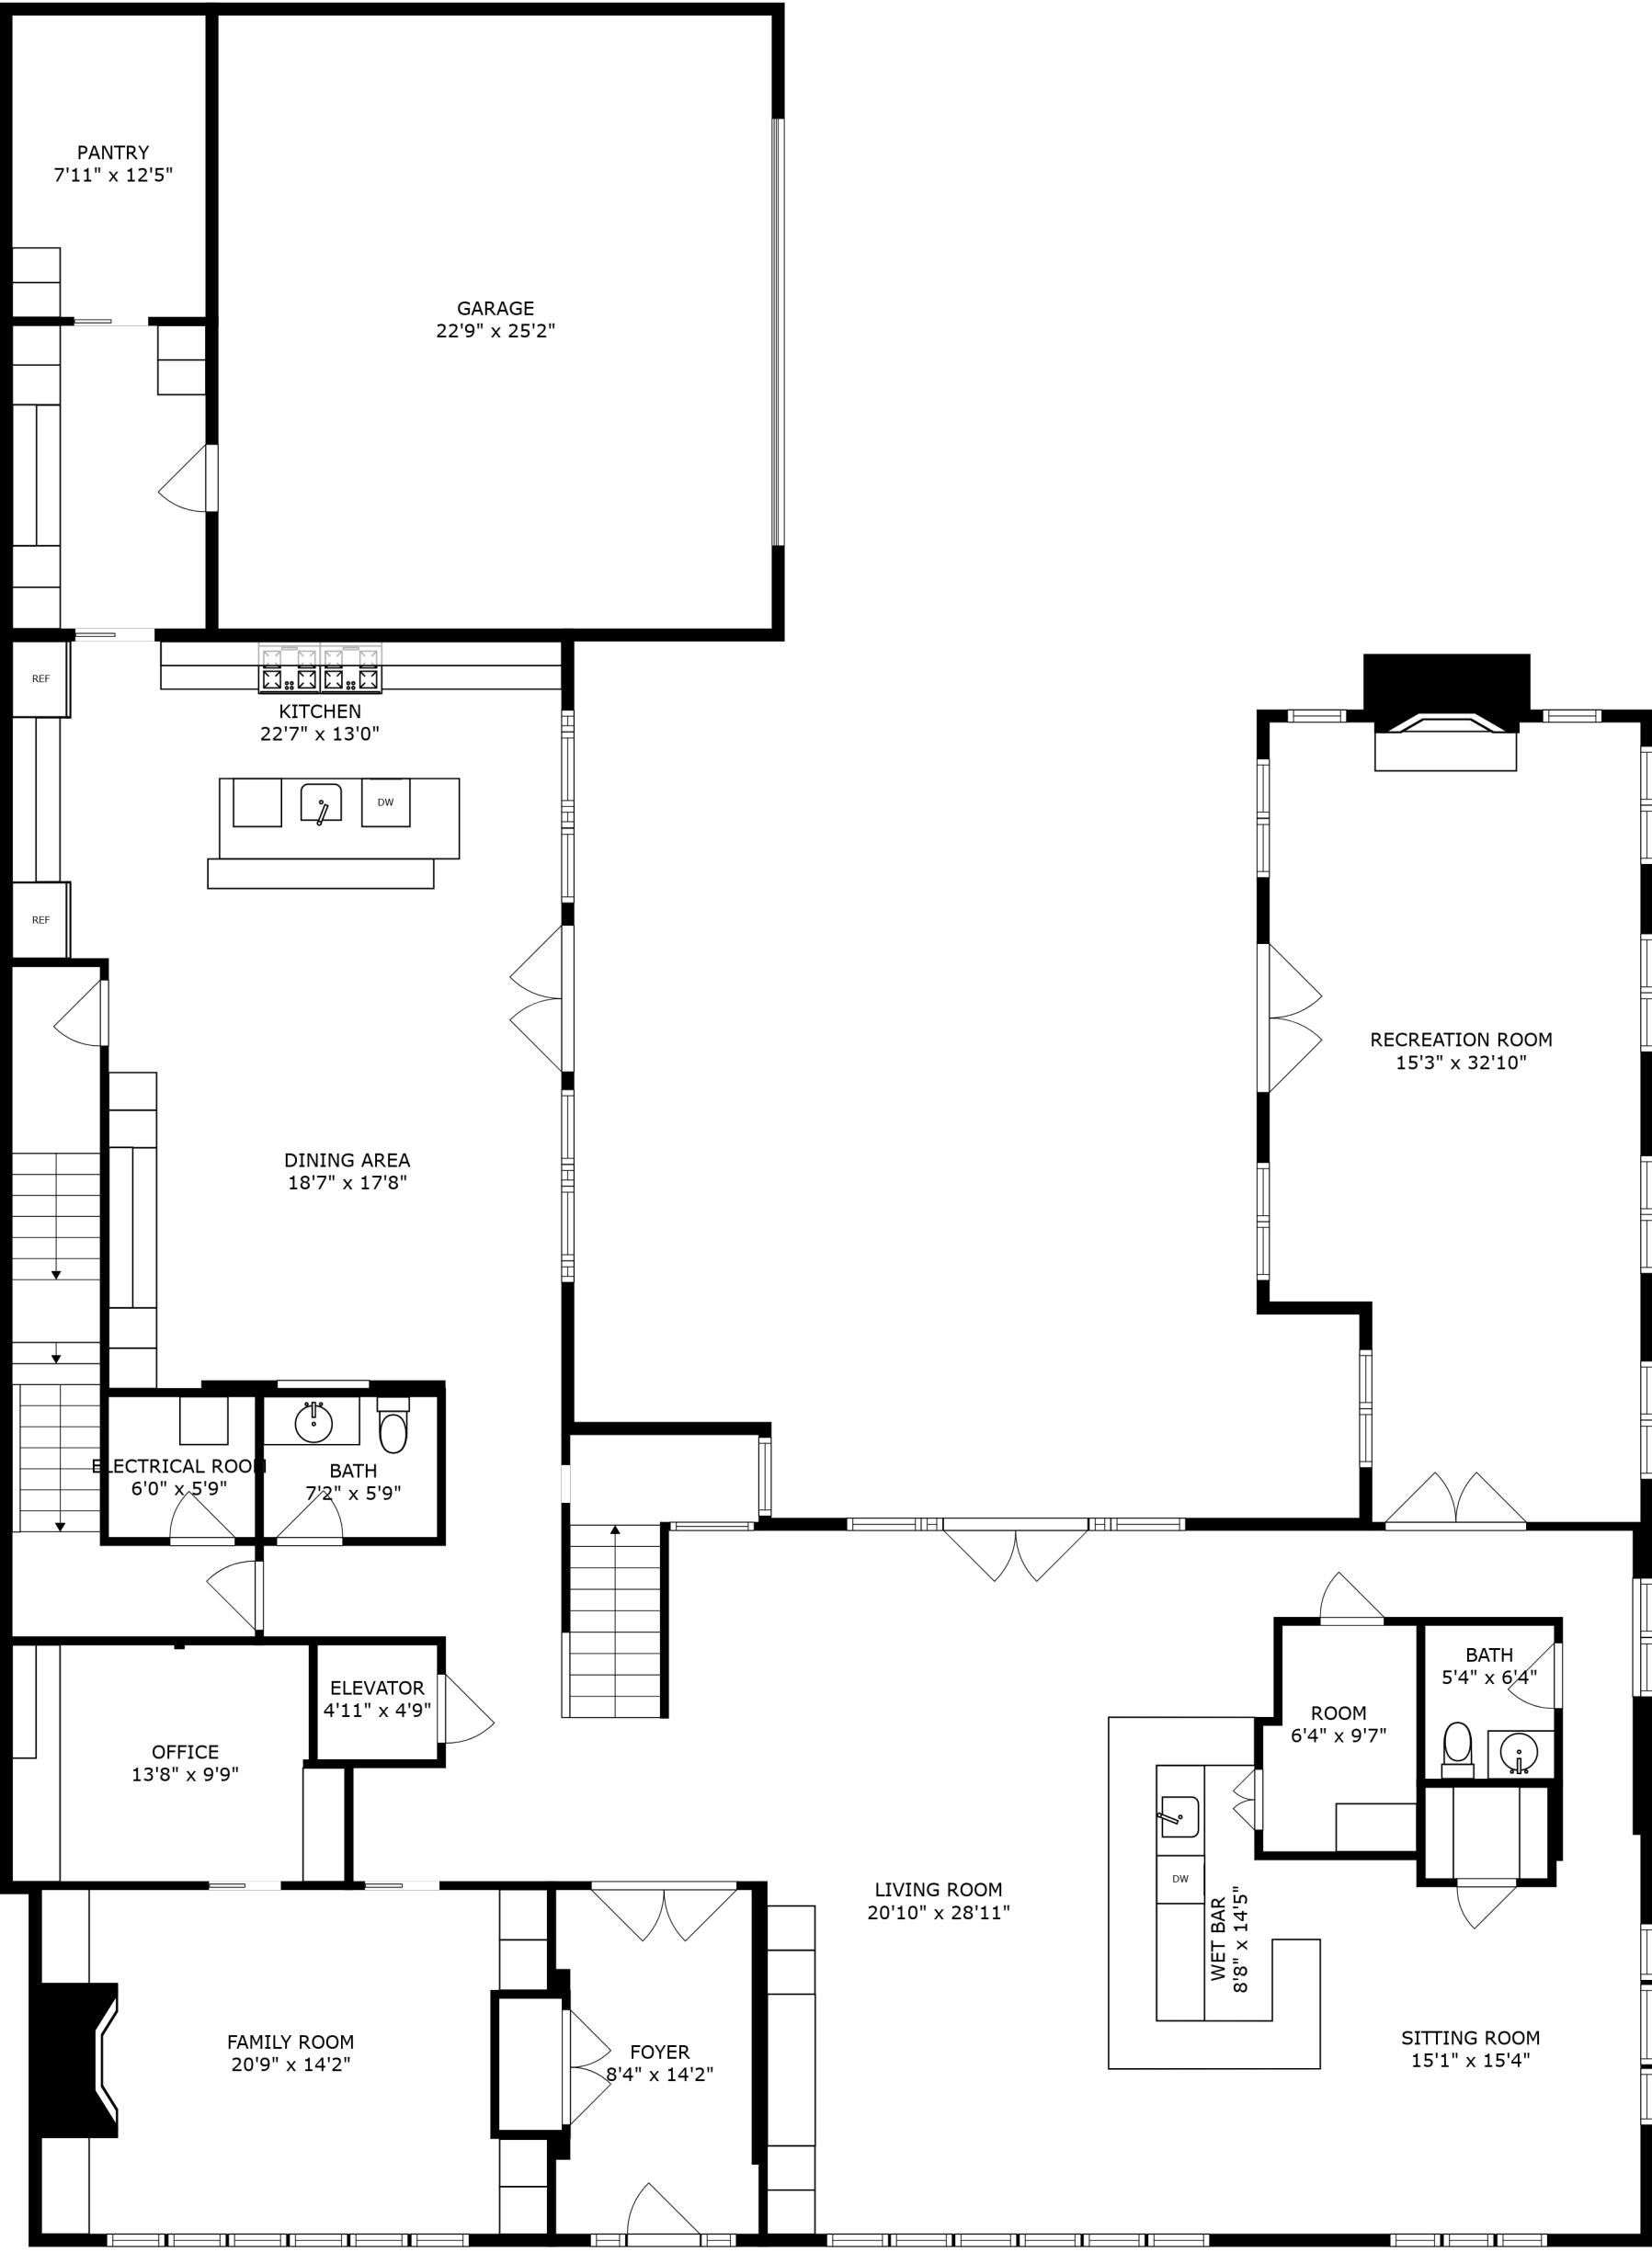 PANTRY
7'11" x 12'5"
GARAGE
22'9" x 25'2"
REF
KITCHEN
22'7" x 13'0"
DW
REF
RECREATION ROOM
15'3" x 32'10"
DINING AREA
18'7" x 17'8"
ELECTRICAL ROOM
6'0" x 5'9"
BATH
7'2" x 5'9"
BATH
5'4" x 6'4"
ELEVATOR
4'11" x 4'9"
ROOM
6'4" x 9'7"
OFFICE
13'8" x 9'9"
DW
LIVING ROOM
20'10" x 28'11"
WET BAR
8'8" x 14'5"
FAMILY ROOM
20'9" x 14'2"
FOYER
8'4" x 14'2"
SITTING ROOM
15'1" x 15'4"